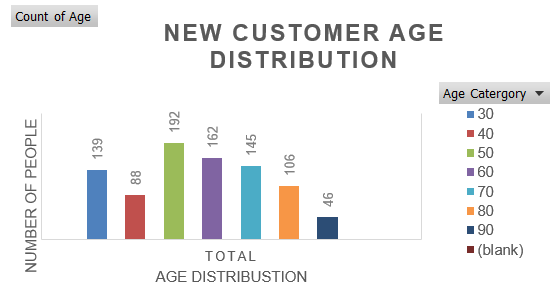 Count of Age
NEW CUSTOMER AGE
DISTRIBUTION
Age Catergory
30
40
50
60
70
80
90
(blank)
NUMBER OF PEOPLE
139
88
192
162
145
106
46
TOTAL
AGE DISTRIBUSTION